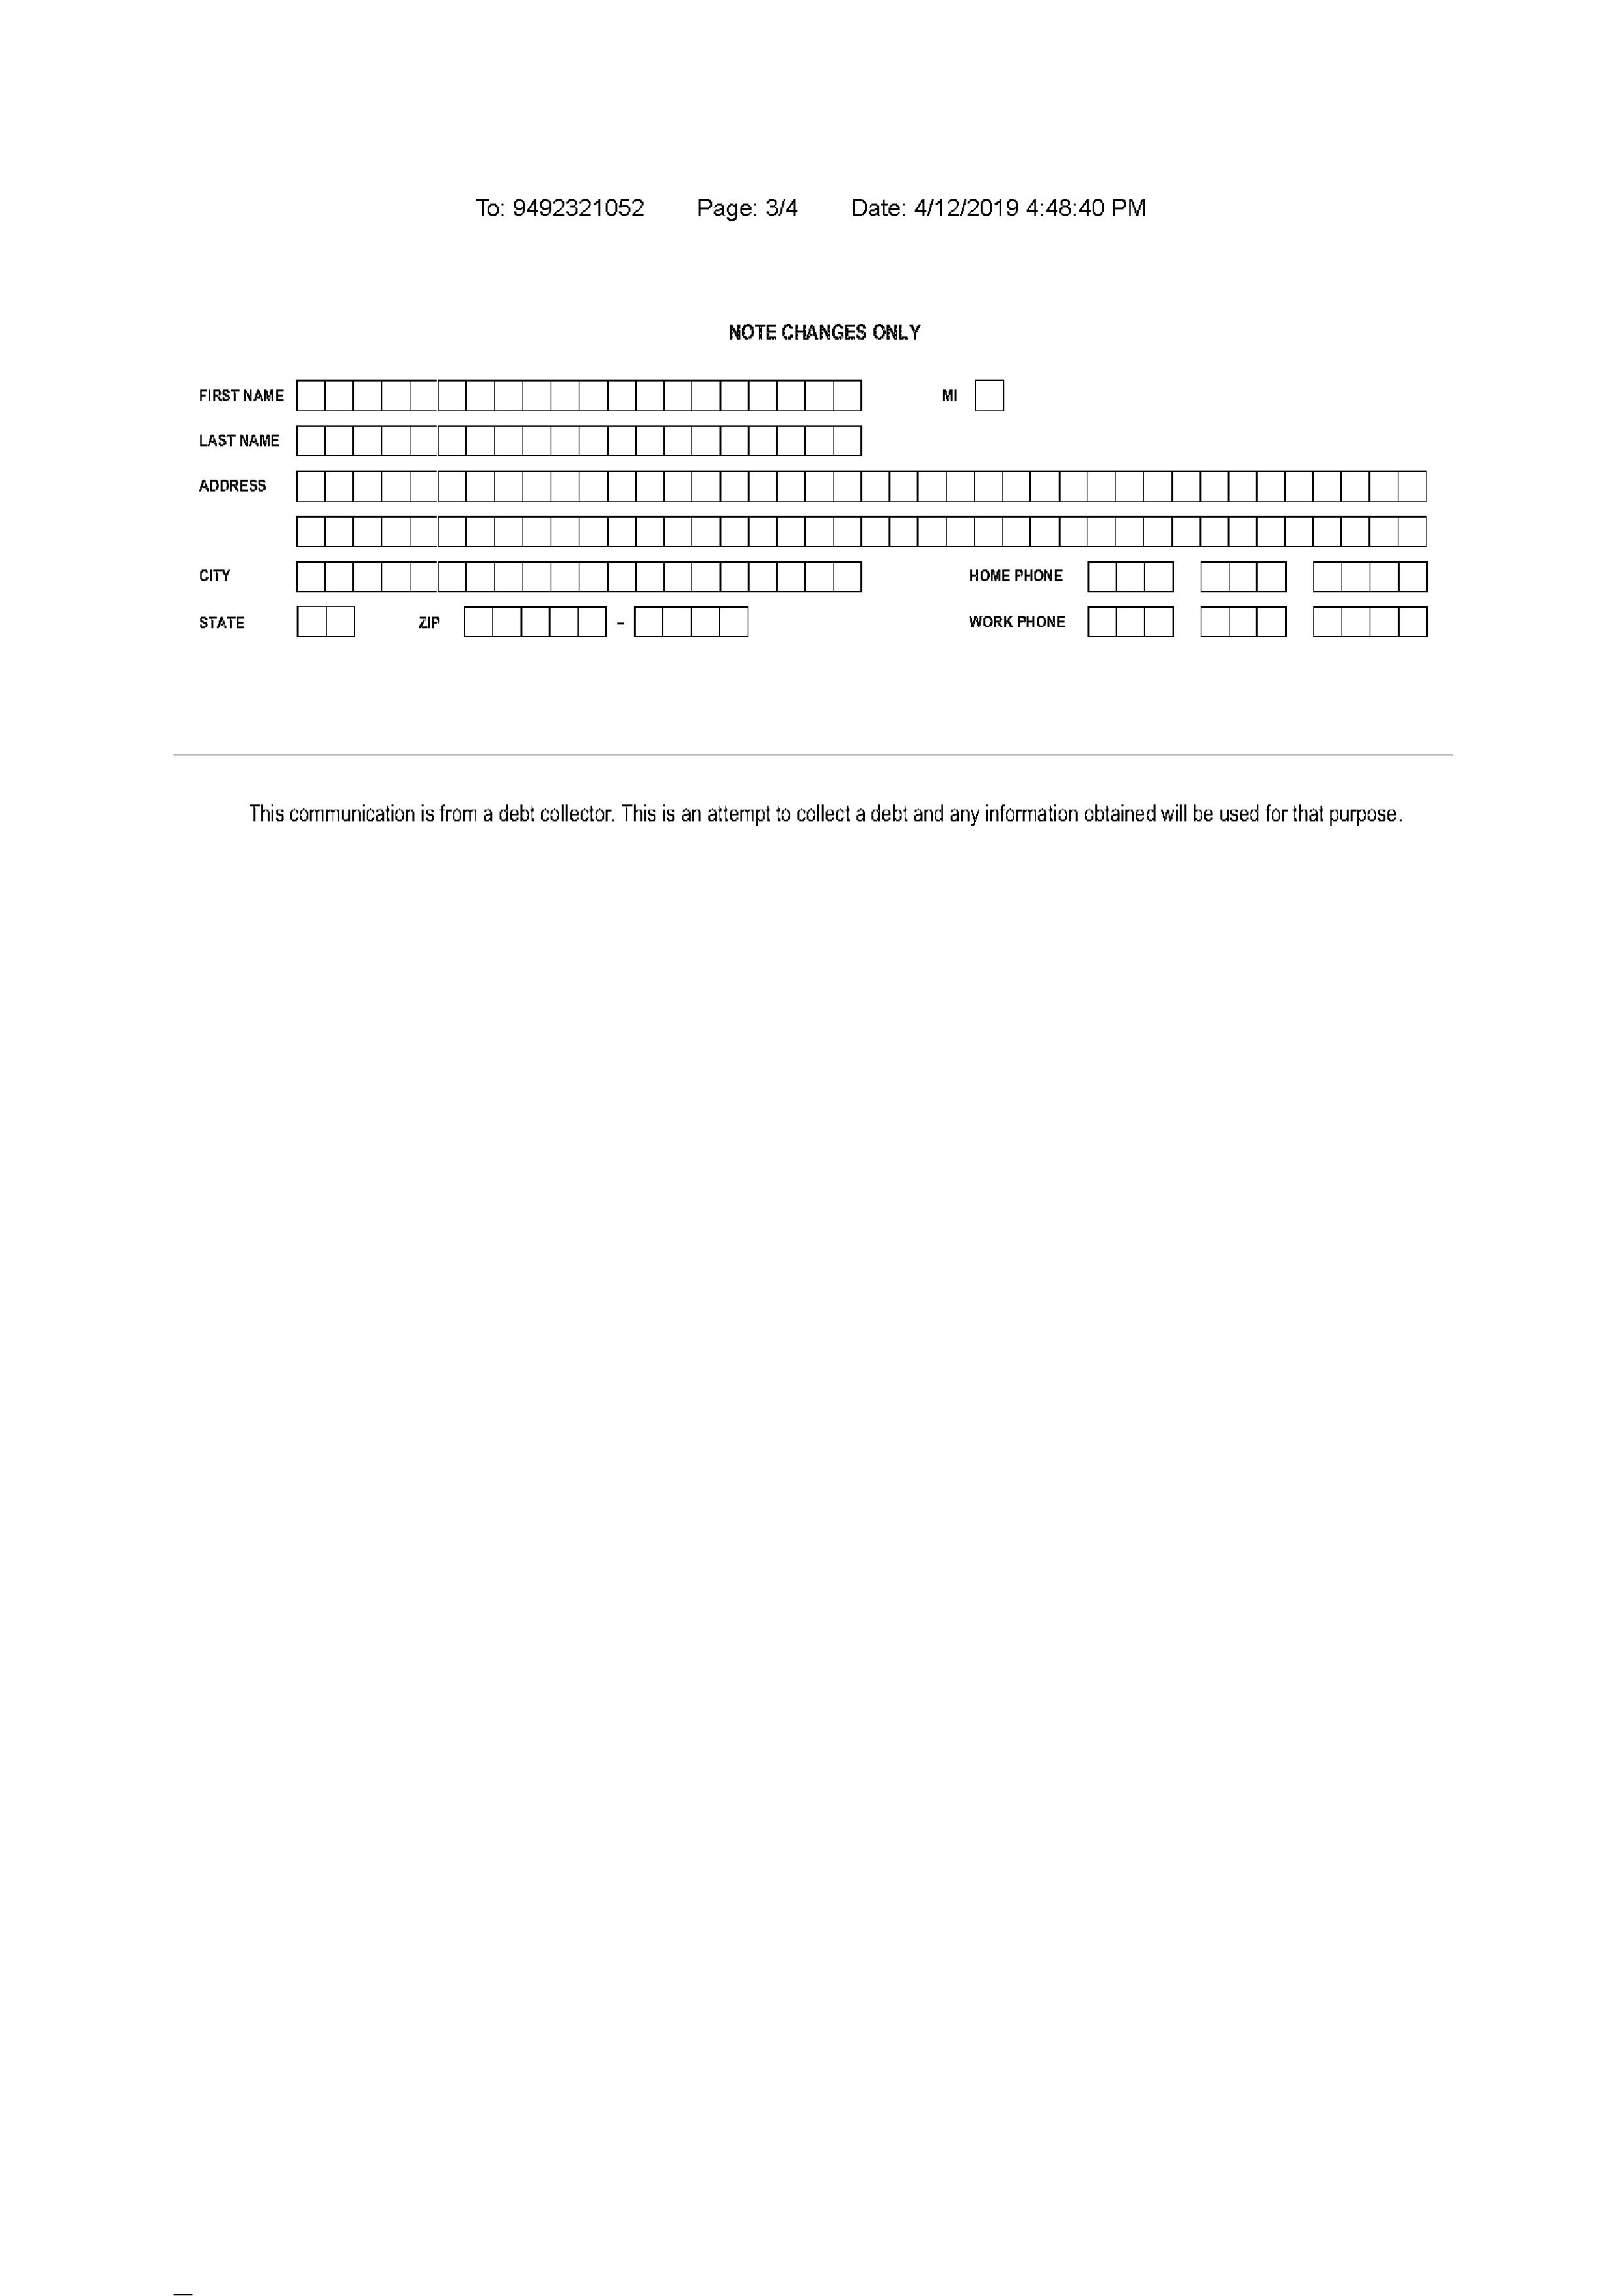 To: 9492321052 Page: 3/4 Date: 4/12/2019 4:48:40 PM
NOTE CHANGES ONLY
FIRST NAME MI
LAST NAME
ADDRESS
CITY HOME PHONE
STATE ZIP - WORK PHONE
This communication is from a debt collector. This is an attempt to collect a debt and any information obtained will be used for that purpose.